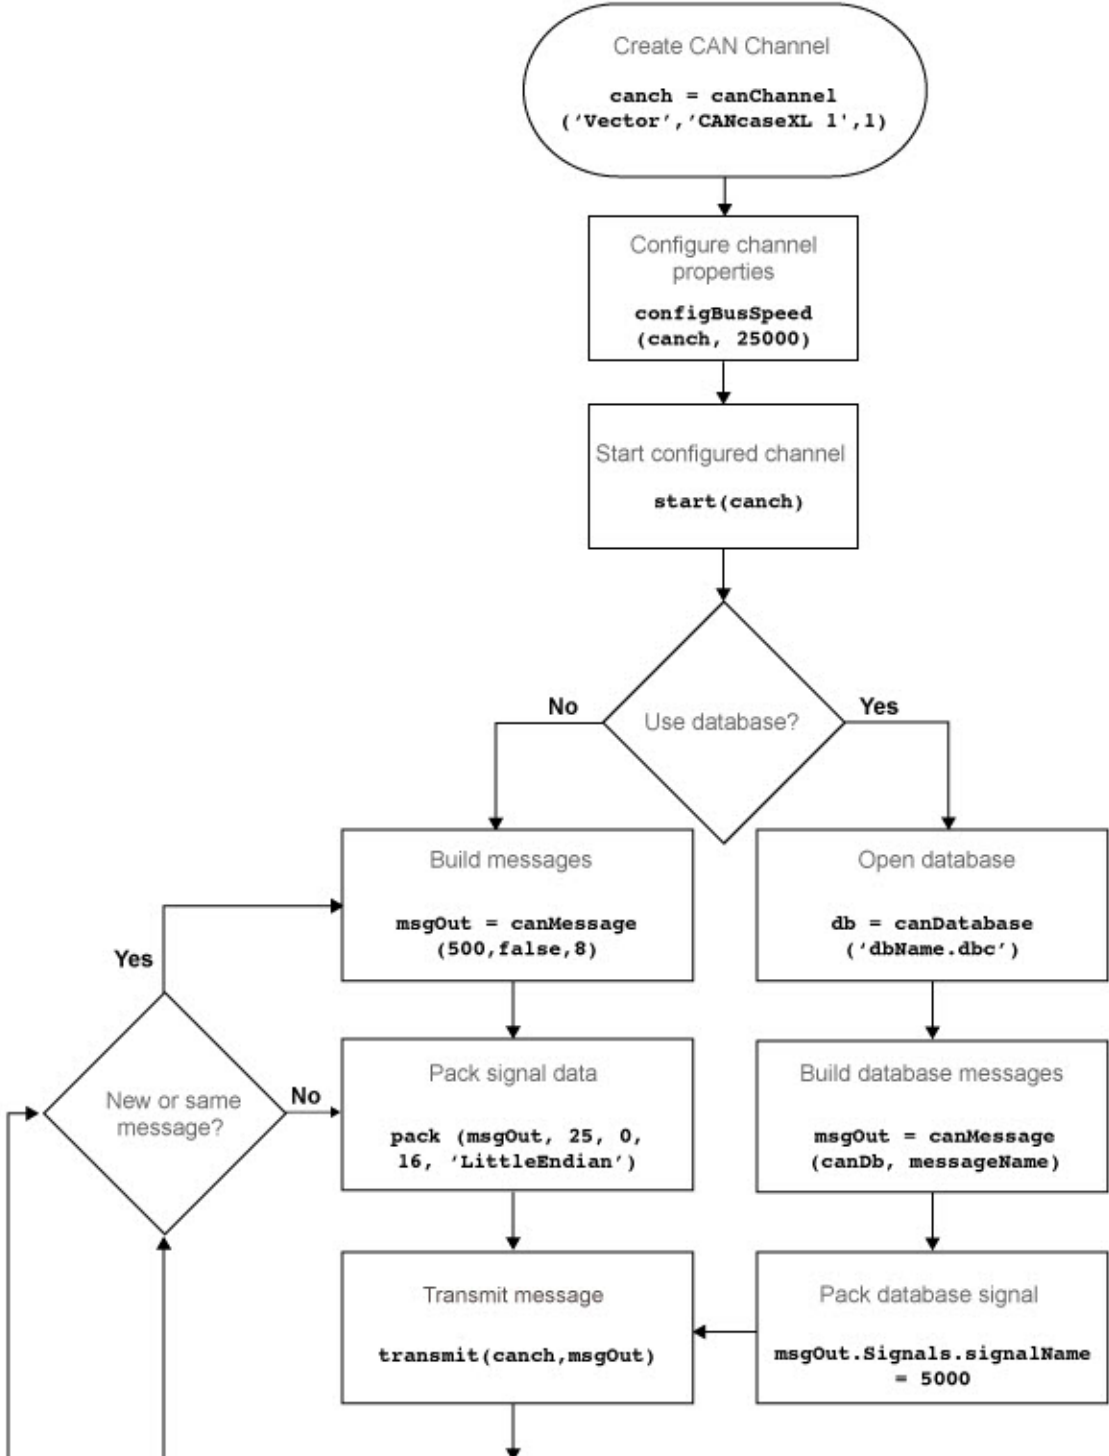 Create CAN Channel
canch = canChannel
(‘Vector’,‘CANcaseXL 1',1)
Configure channel
properties
configBusSpeed
(canch, 25000)
Start configured channel
start(canch)
Use database?
No
Yes
Build messages
msgOut = canMessage
(500,false,8)
Open database
db = canDatabase
(‘dbName.dbc’)
Yes
New or same
message?
No
Pack signal data
pack (msgOut, 25, 0,
16, ‘LittleEndian’)
Build database messages
msgOut = canMessage
(canDb, messageName)
Transmit message
transmit(canch,msgOut)
Pack database signal
msgOut.Signals.signalName
= 5000